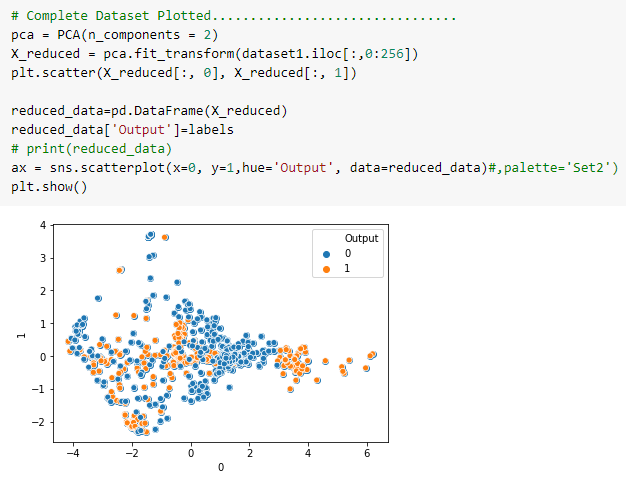 # Complete Dataset Plotted................................
pca = PCA(n_components = 2)
X_reduced = pca.fit_transform(dataset1.iloc[:,0:256])
plt.scatter(X_reduced[:, 0], X_reduced[:, 1])
reduced_data=pd.DataFrame(X_reduced)
reduced_data['Output']=labels
# print(reduced_data)
ax = sns.scatterplot(x=0, y=1,hue='Output', data=reduced_data)#,palette='Set2')
plt.show()
Output
0
1
4
3
2
1
0
−1
−2
1
−4
−2
0
2
4
6
0